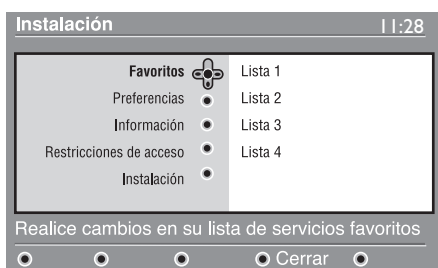 Instalación 11:28
Favoritos Lista 1
Preferencias Lista 2
Información Lista 3
Restricciones de acceso Lista 4
Instalación
Realice cambios en su lista de servicios favoritos
Cerrar